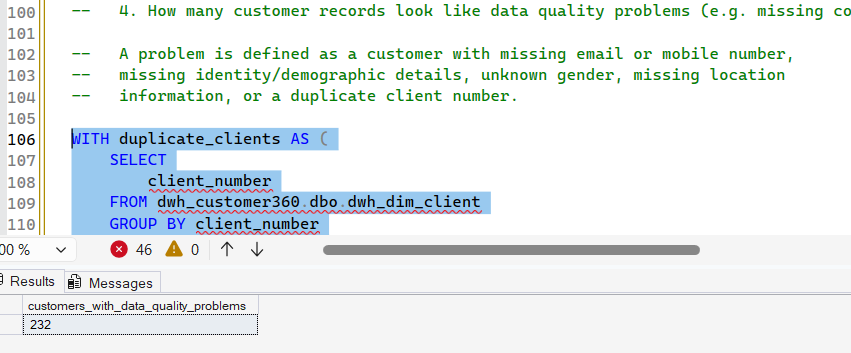 100 -- 4. How many customer records look like data quality problems (e.g. missing co
101
102 -- A problem is defined as a customer with missing email or mobile number,
103 -- missing identity/demographic details, unknown gender, missing location
104 -- information, or a duplicate client number.
105
106 WITH duplicate_clients AS (
107 SELECT
108 client_number
109 FROM dwh_customer360.dbo.dwh_dim_client
110 GROUP BY client_number
00 % 46 0
Results Messages
customers_with_data_quality_problems
232